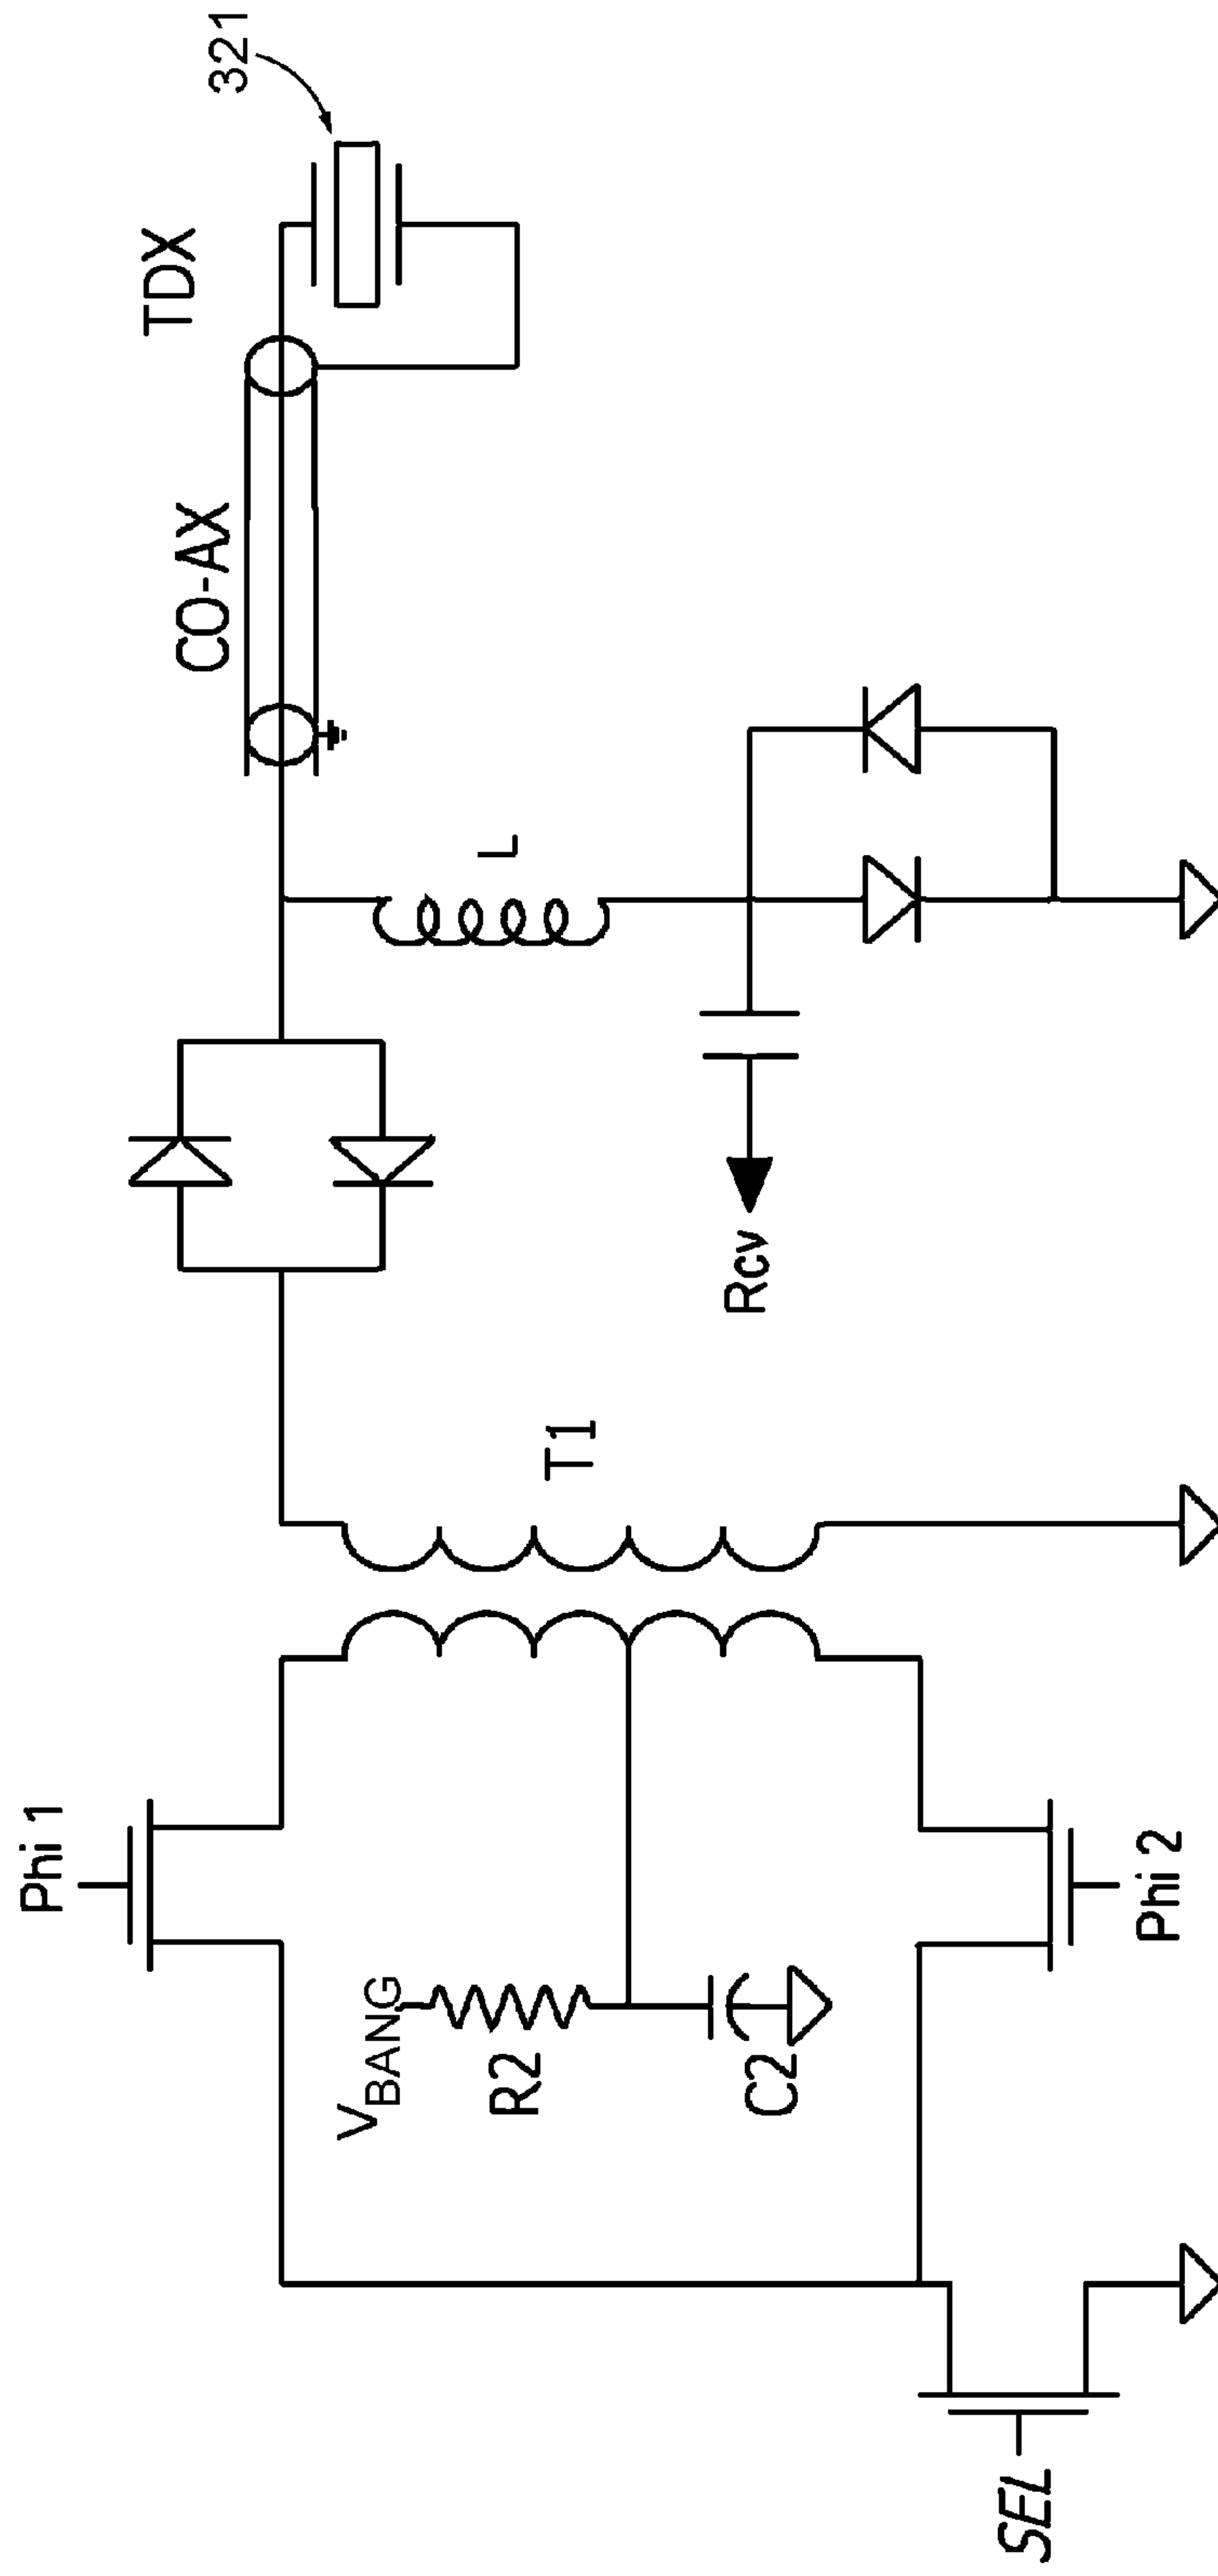 321
TDX
CO-AX
L
Rcv
T1
Phi 1
Phi 2
VBANG
R2
C2
SEL